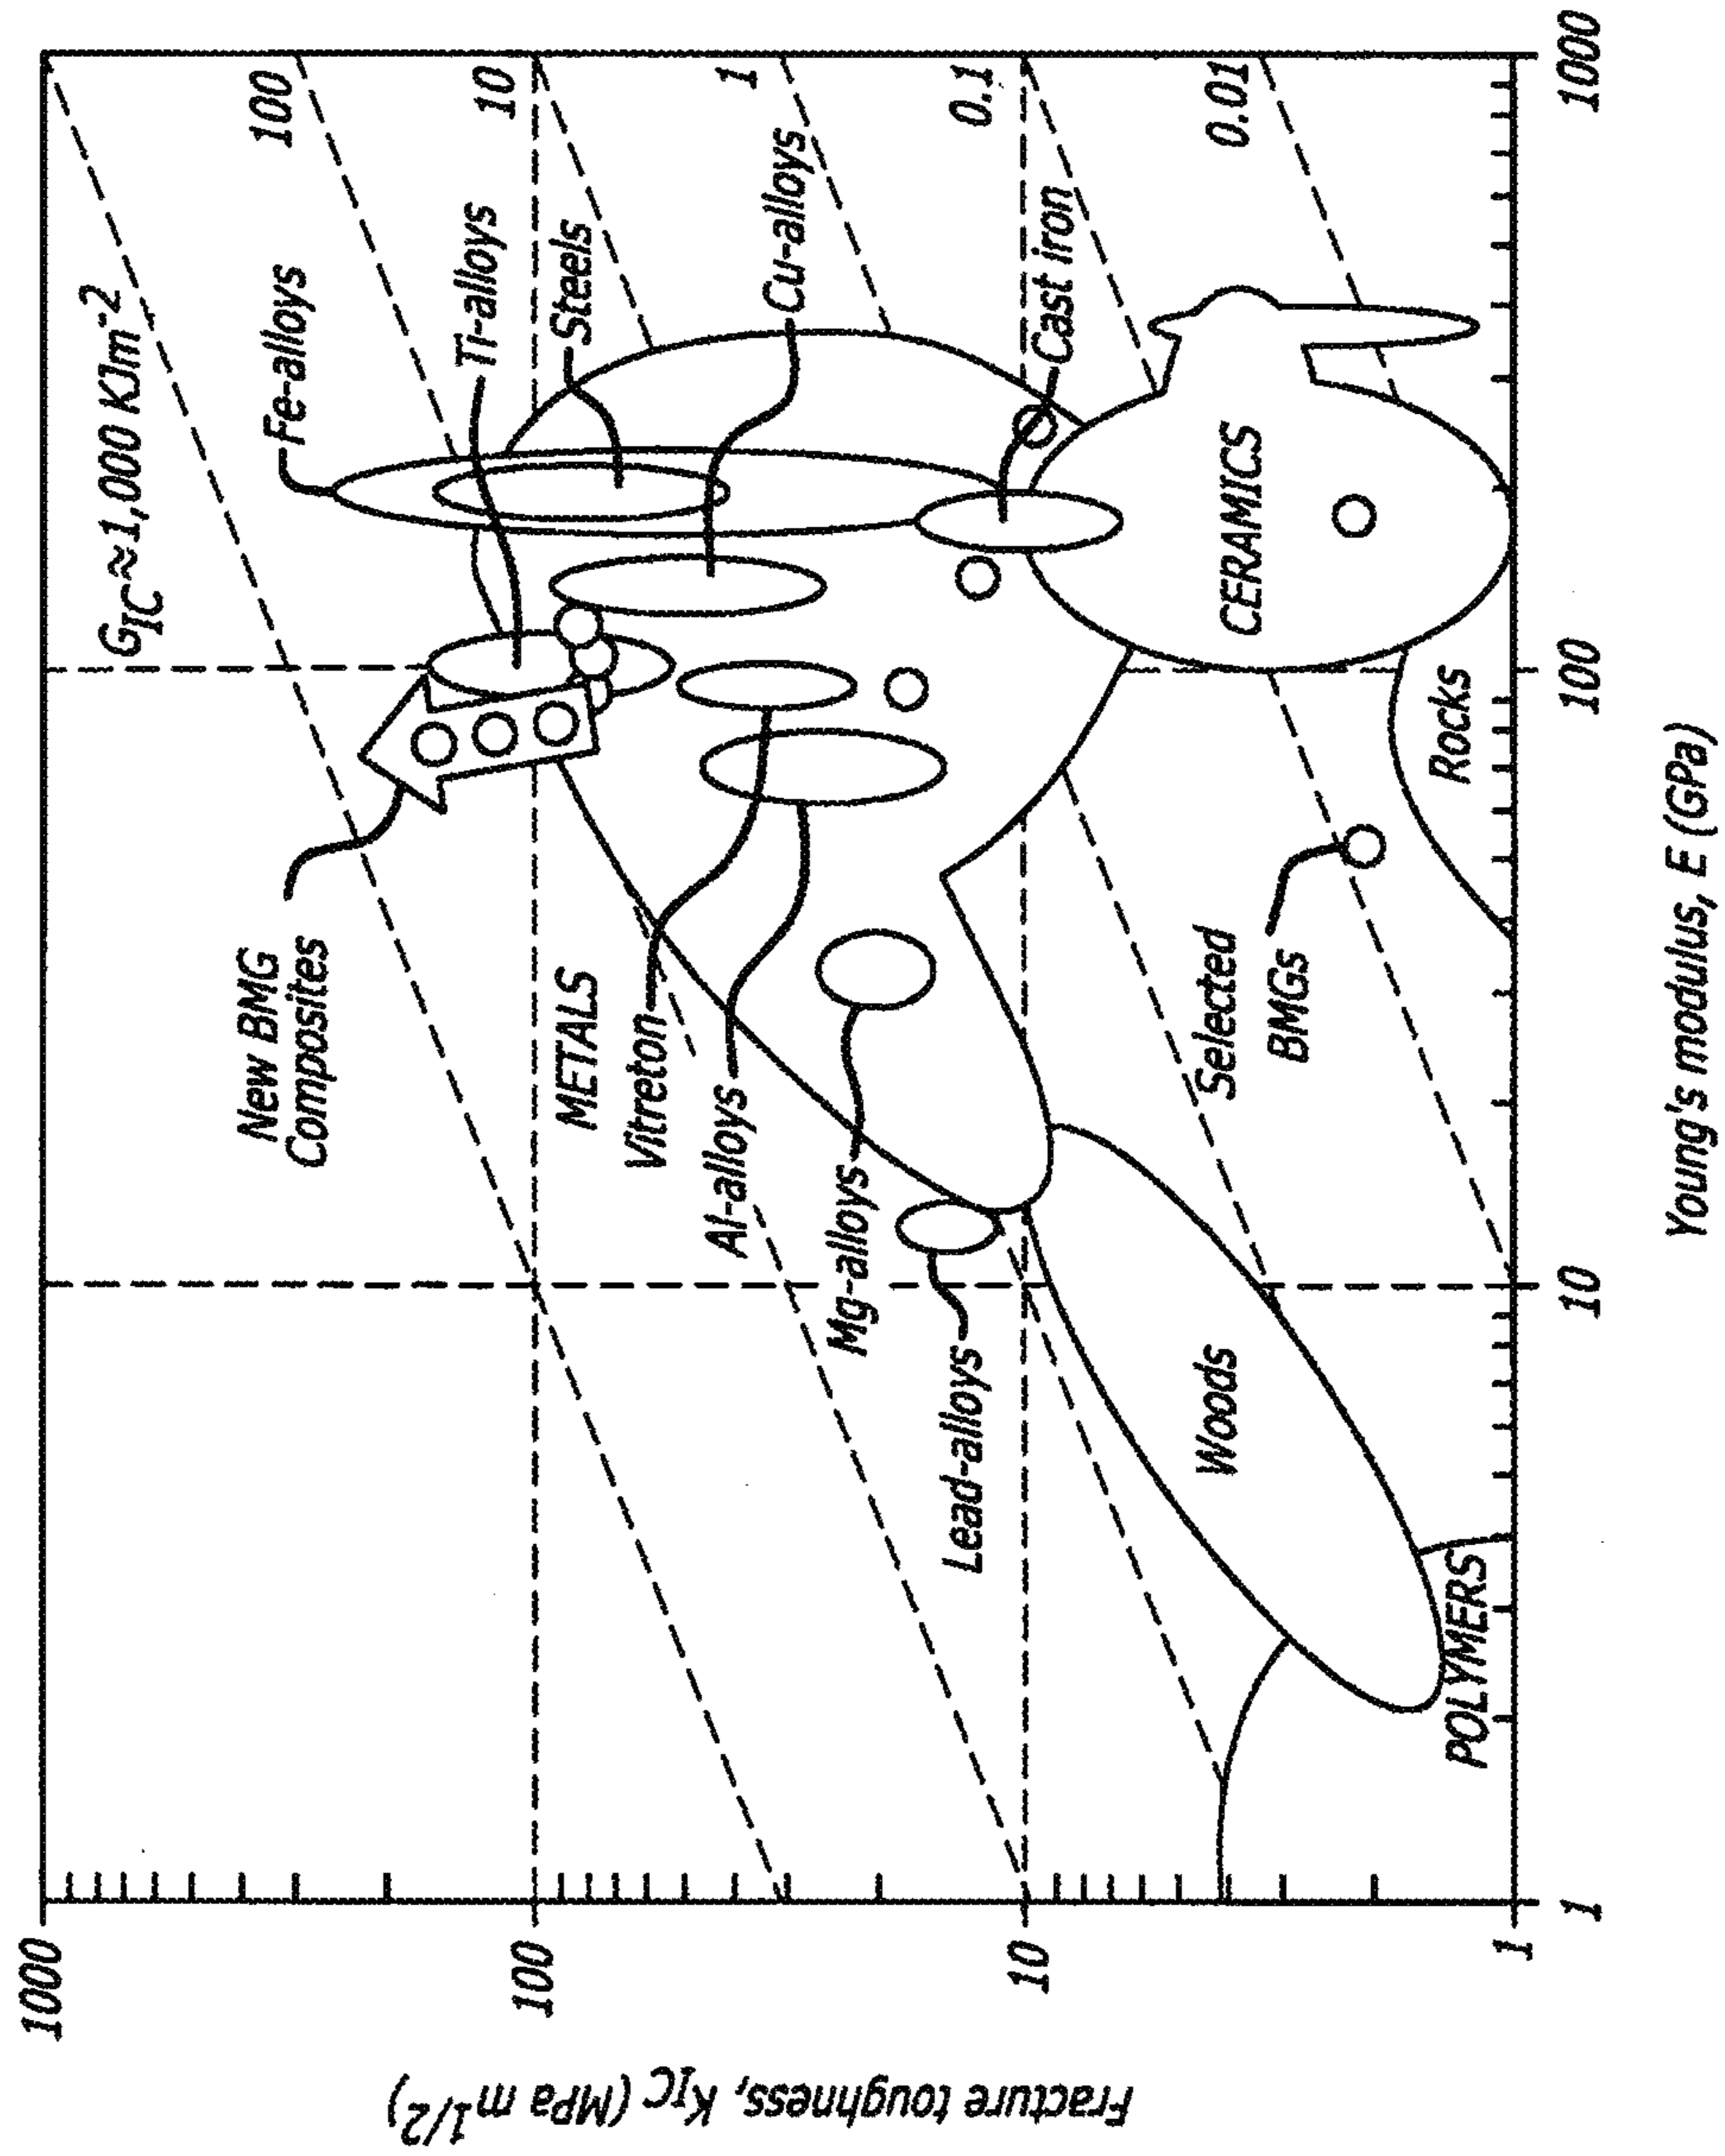 Fracture toughness, K_IC (MPa m^1/2)
1000
100
10
1
G_IC≈1,000 KJm^-2
100
10
1
0.1
0.01
Fe-alloys
Ti-alloys
Steels
Cu-alloys
Cast iron
New BMG
Composites
METALS
Vitreton
Al-alloys
Mg-alloys
Lead-alloys
CERAMICS
Rocks
Selected
BMGs
Woods
POLYMERS
1
10
100
1000
Young's modulus, E (GPa)